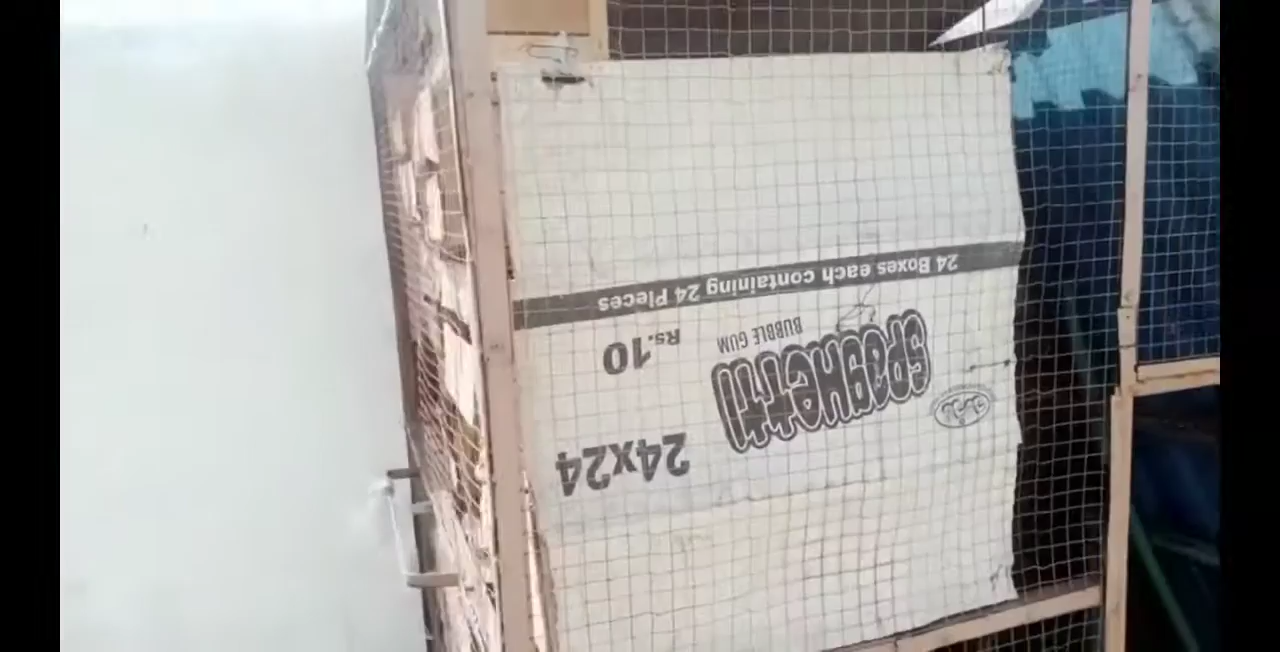 24 Boxes each containing 24 Pieces
SPAGHETTI
BUBBLE GUM
Rs.10
24x24